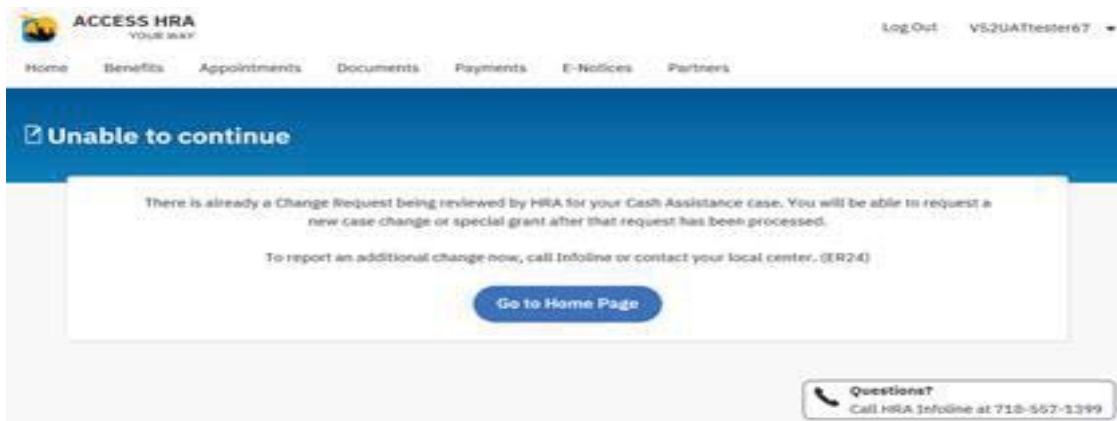 ACCESS HRA
YOUR WAY
Log Out VS2UATtester67
Home Benefits Appointments Documents Payments E-Notices Partners
Unable to continue
There is already a Change Request being reviewed by HRA for your Cash Assistance case. You will be able to request a
new case change or special grant after that request has been processed.
To report an additional change now, call Infoline or contact your local center. (ER24)
Go to Home Page
Questions?
Call HRA Infoline at 718-557-1399